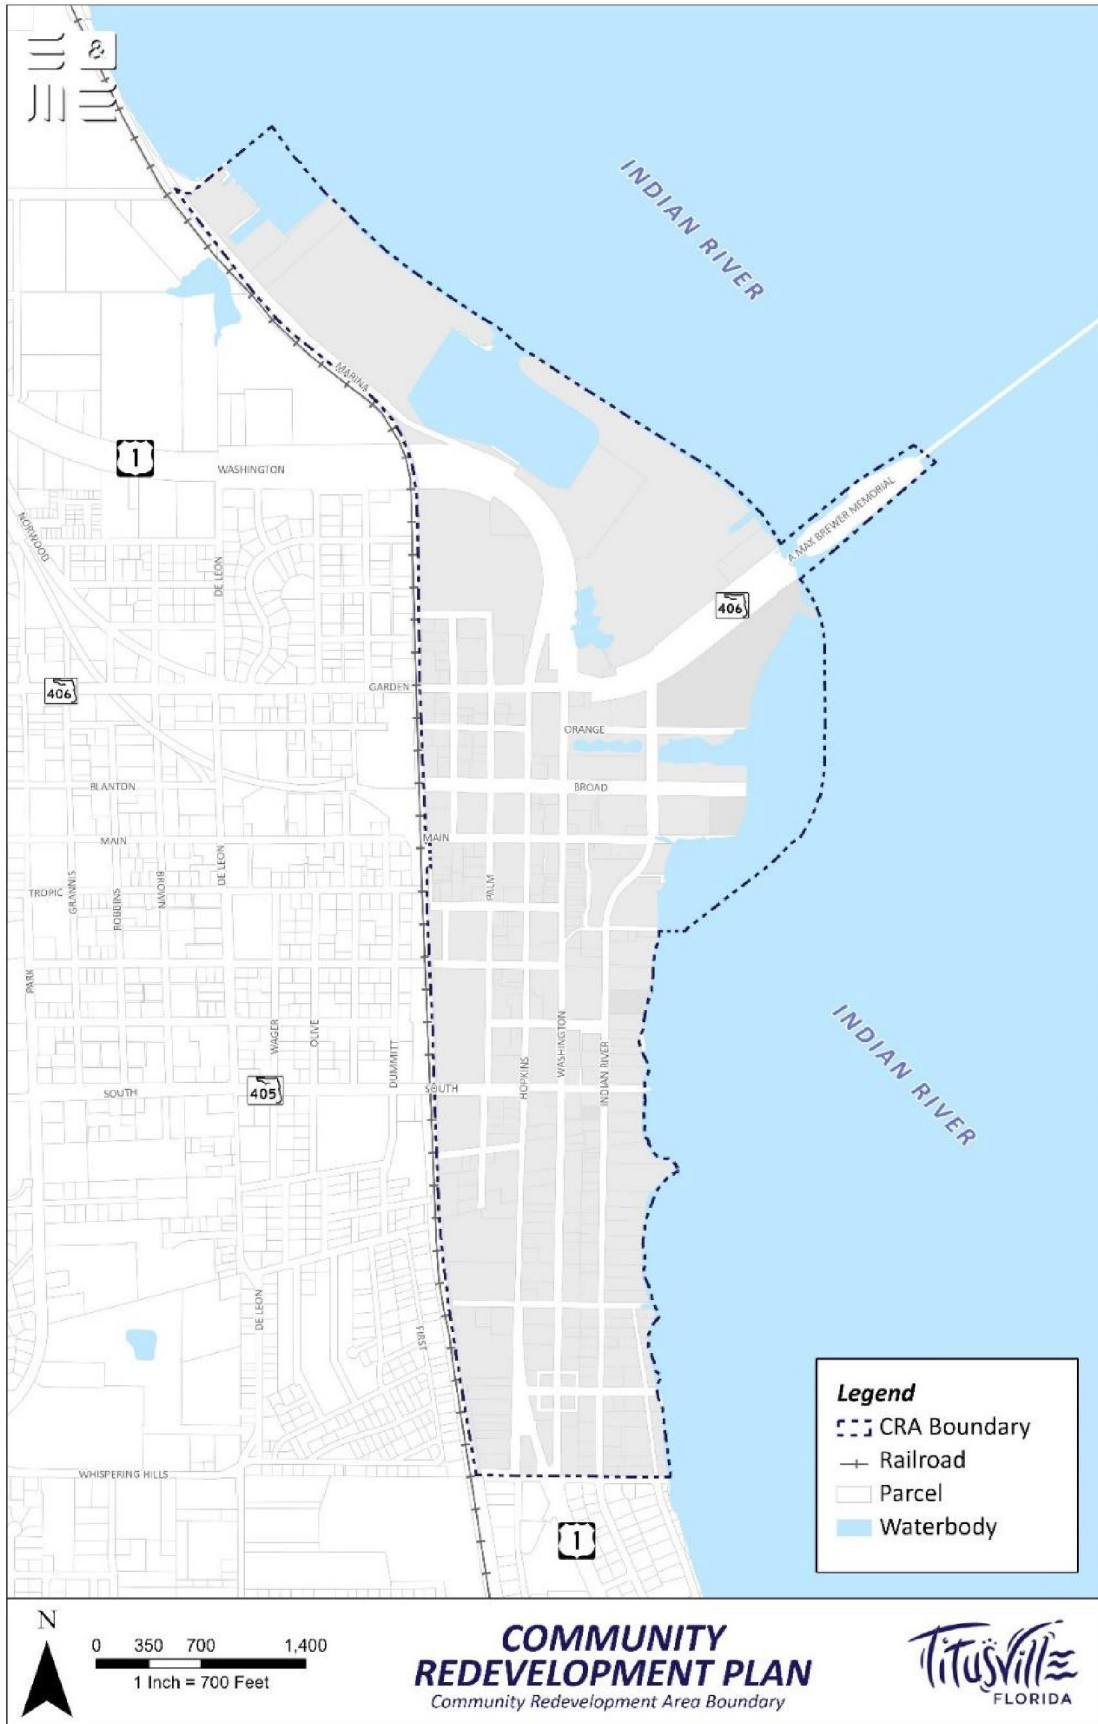 &
INDIAN RIVER
MARINA
1
WASHINGTON
A MAX BREWER MEMORIAL
NORWOOD
DE LEON
406
406
GARDEN
ORANGE
BLANTON
BROAD
MAIN
MAIN
DE LEON
TROPIC
GRANNIS
ROBBINS
BROWN
PALM
PARK
INDIAN RIVER
WAGER
OLIVE
DUMMITT
HOPKINS
WASHINGTON
INDIAN RIVER
SOUTH
405
SOUTH
DE LEON
FIRST
WHISPERING HILLS
1
Legend
CRA Boundary
Railroad
Parcel
Waterbody
N
0 350 700 1,400
1 Inch = 700 Feet
COMMUNITY
REDEVELOPMENT PLAN
Community Redevelopment Area Boundary
Titusville
FLORIDA